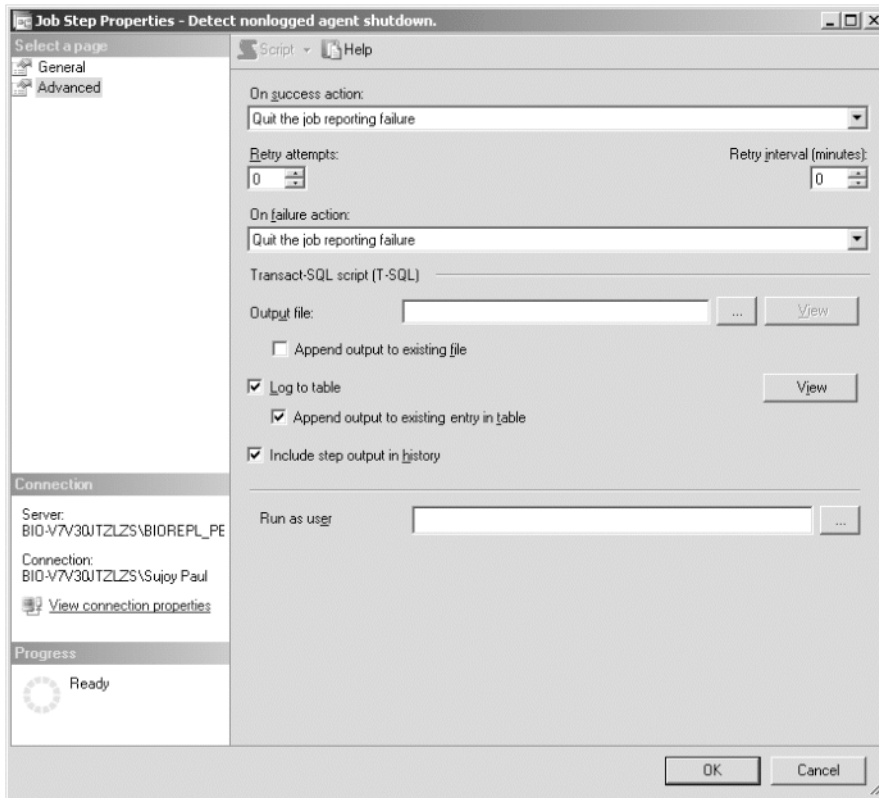 Job Step Properties - Detect nonlogged agent shutdown.
Select a page
General
Advanced
Script
Help
On success action:
Quit the job reporting failure
Retry attempts:
Retry interval (minutes):
0
0
On failure action:
Quit the job reporting failure
Transact-SQL script (T-SQL)
Output file:
...
View
Append output to existing file
Log to table
View
Append output to existing entry in table
Include step output in history
Run as user
...
Connection
Server:
BIO-V7V30JTZLZS\BIOREPL_PE
Connection:
BIO-V7V30JTZLZS\Sujoy Paul
View connection properties
Progress
Ready
OK
Cancel